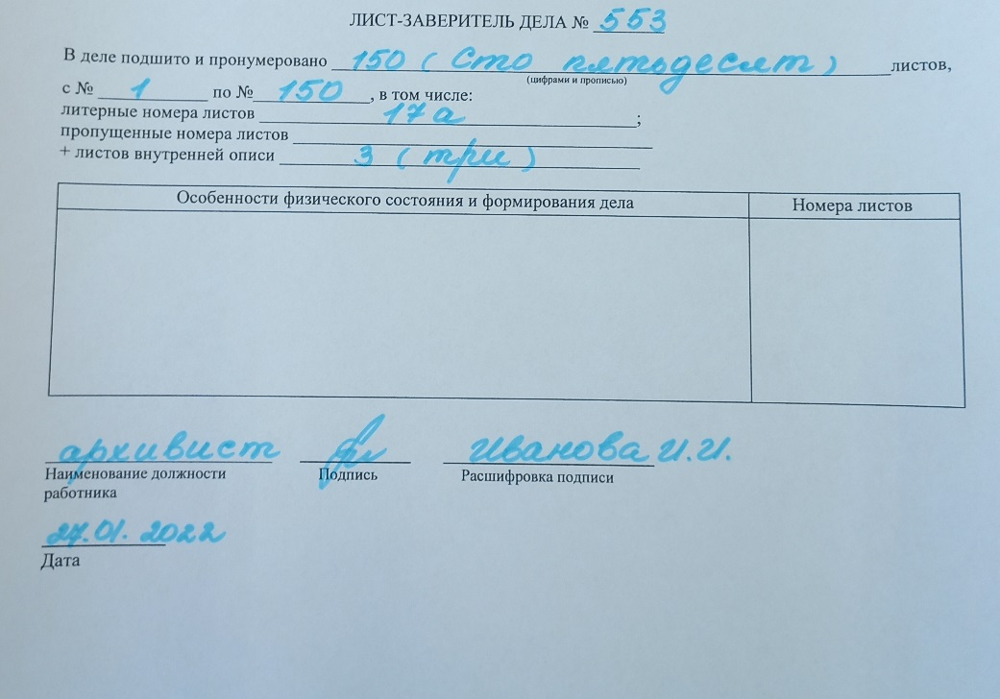 ЛИСТ-ЗАВЕРИТЕЛЬ ДЕЛА № 553
В деле подшито и пронумеровано 150 ( Сто пятьдесят ) листов,
(цифрами и прописью)
с № 1 по № 150 , в том числе:
литерные номера листов 17а ;
пропущенные номера листов
+ листов внутренней описи 3 ( три )
Особенности физического состояния и формирования дела Номера листов
архивист Иванова И.И.
Наименование должности работника Подпись Расшифровка подписи
27.01.2022
Дата